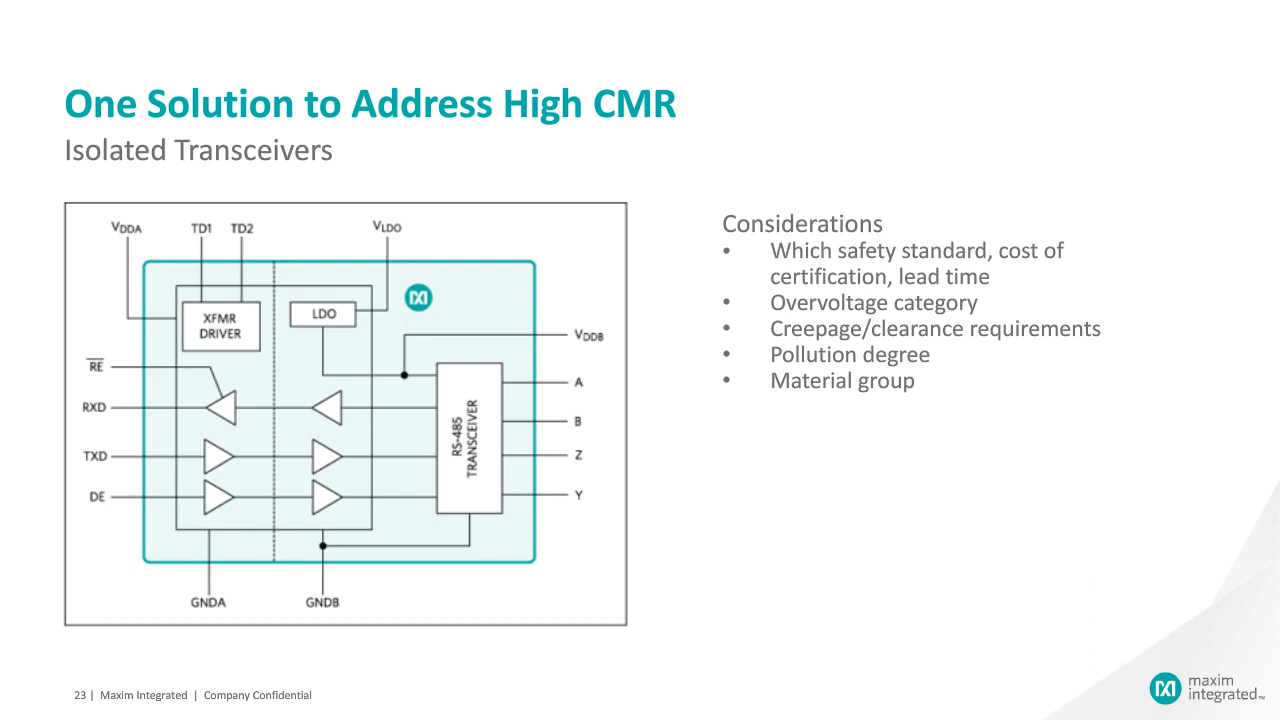 One Solution to Address High CMR
Isolated Transceivers
VDDA
TD1
TD2
VLDO
XFMR
DRIVER
LDO
VDDB
RE
A
RXD
B
RS-485
TRANSCEIVER
TXD
Z
DE
Y
GNDA
GNDB
Considerations
• Which safety standard, cost of
certification, lead time
• Overvoltage category
• Creepage/clearance requirements
• Pollution degree
• Material group
23 | Maxim Integrated | Company Confidential
maxim
integrated™